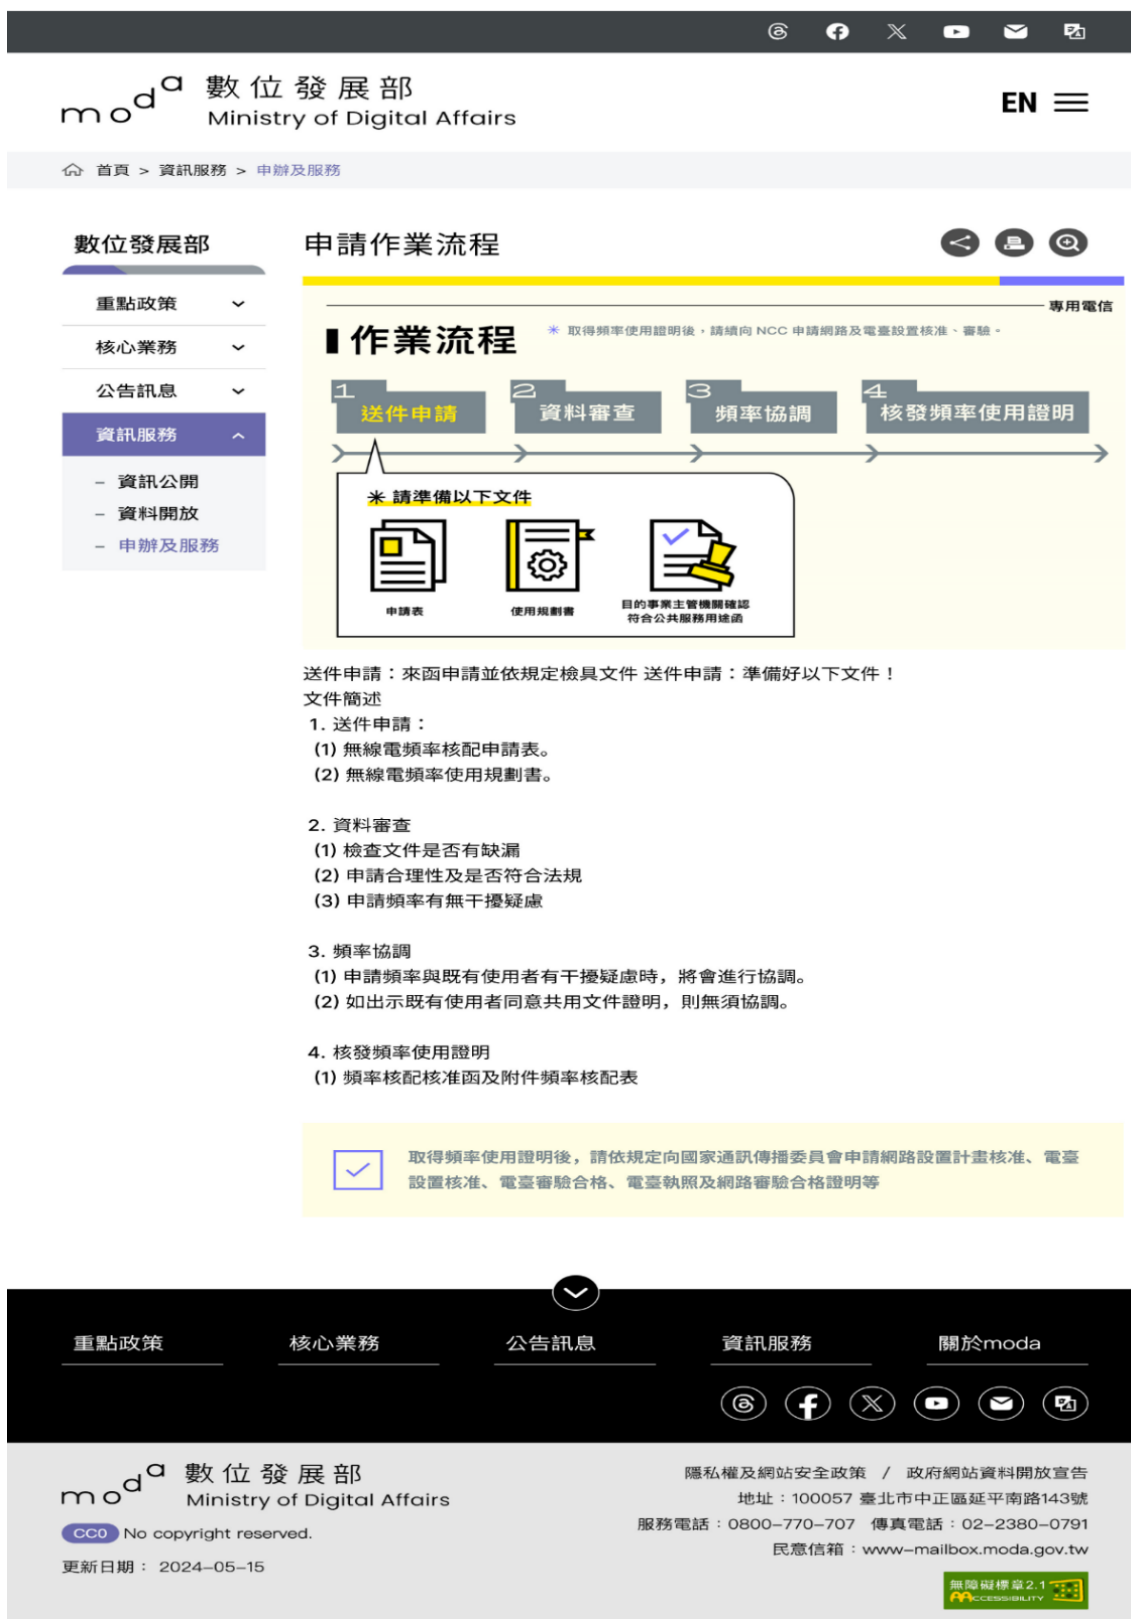 moda 數位發展部
Ministry of Digital Affairs
EN
首頁 > 資訊服務 > 申辦及服務
數位發展部
重點政策
核心業務
公告訊息
資訊服務
– 資訊公開
– 資料開放
– 申辦及服務
申請作業流程
專用電信
作業流程
＊ 取得頻率使用證明後，請續向 NCC 申請網路及電臺設置核准、審驗。
1 送件申請
2 資料審查
3 頻率協調
4 核發頻率使用證明
＊請準備以下文件
申請表
使用規劃書
目的事業主管機關確認
符合公共服務用途函
送件申請：來函申請並依規定檢具文件 送件申請：準備好以下文件！
文件簡述
1. 送件申請：
(1) 無線電頻率核配申請表。
(2) 無線電頻率使用規劃書。
2. 資料審查
(1) 檢查文件是否有缺漏
(2) 申請合理性及是否符合法規
(3) 申請頻率有無干擾疑慮
3. 頻率協調
(1) 申請頻率與既有使用者有干擾疑慮時，將會進行協調。
(2) 如出示既有使用者同意共用文件證明，則無須協調。
4. 核發頻率使用證明
(1) 頻率核配核准函及附件頻率核配表
取得頻率使用證明後，請依規定向國家通訊傳播委員會申請網路設置計畫核准、電臺
設置核准、電臺審驗合格、電臺執照及網路審驗合格證明等
重點政策
核心業務
公告訊息
資訊服務
關於moda
moda 數位發展部
Ministry of Digital Affairs
CC0 No copyright reserved.
更新日期： 2024–05–15
隱私權及網站安全政策 / 政府網站資料開放宣告
地址：100057 臺北市中正區延平南路143號
服務電話：0800–770–707 傳真電話：02–2380–0791
民意信箱：www–mailbox.moda.gov.tw
無障礙標章2.1
AACCESSIBILITY